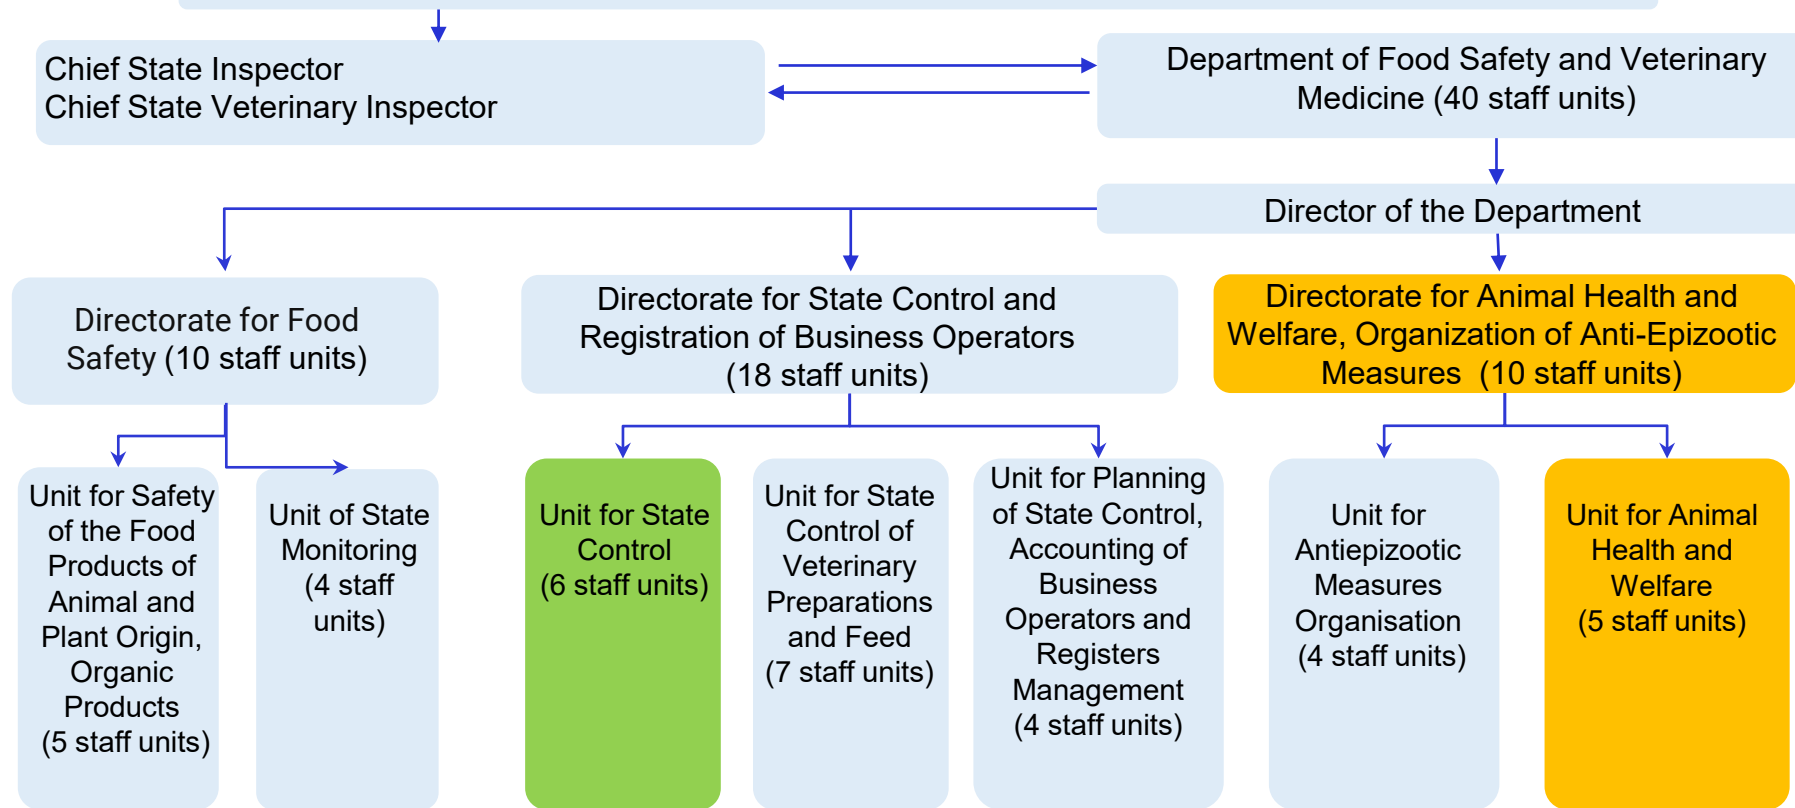 Chief State Inspector
Chief State Veterinary Inspector
Department of Food Safety and Veterinary
Medicine (40 staff units)
Director of the Department
Directorate for Food
Safety (10 staff units)
Directorate for State Control and
Registration of Business Operators
(18 staff units)
Directorate for Animal Health and
Welfare, Organization of Anti-Epizootic
Measures (10 staff units)
Unit for Safety
of the Food
Products of
Animal and
Plant Origin,
Organic
Products
(5 staff units)
Unit of State
Monitoring
(4 staff
units)
Unit for State
Control
(6 staff units)
Unit for State
Control of
Veterinary
Preparations
and Feed
(7 staff units)
Unit for Planning
of State Control,
Accounting of
Business
Operators and
Registers
Management
(4 staff units)
Unit for
Antiepizootic
Measures
Organisation
(4 staff units)
Unit for Animal
Health and
Welfare
(5 staff units)